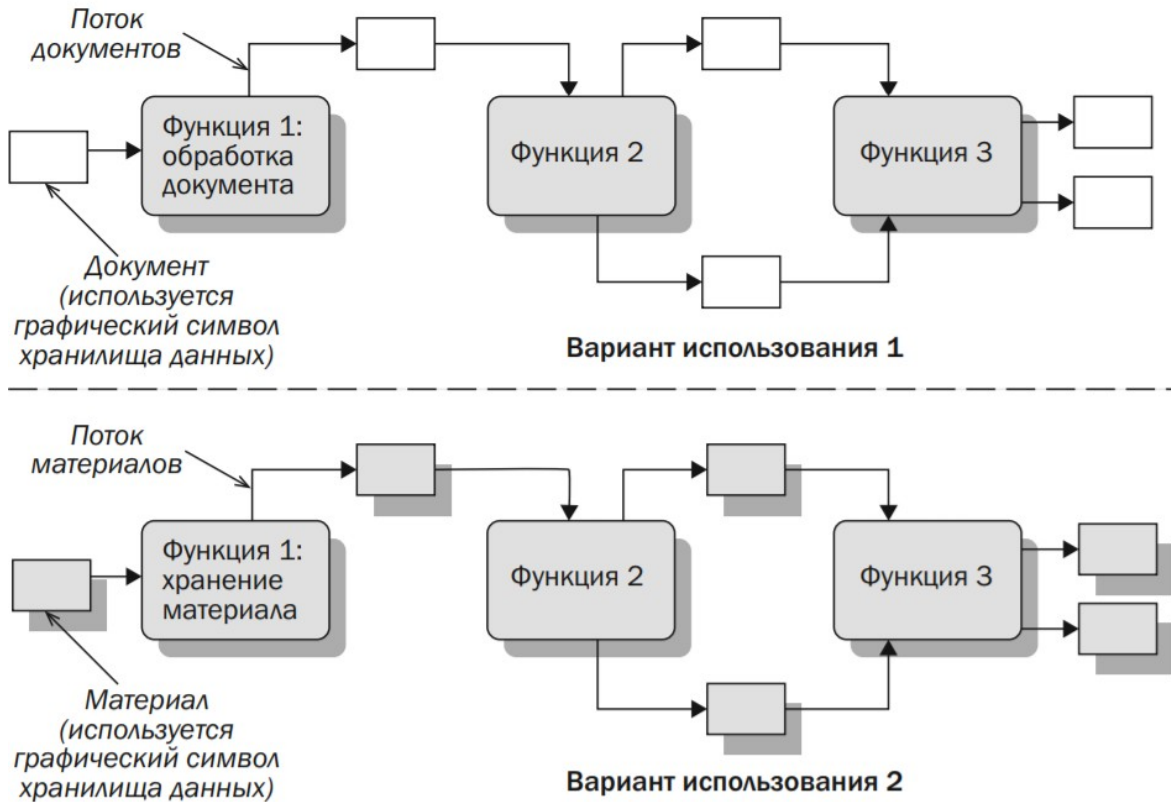 Поток
документов
Функция 1:
обработка
документа
Функция 2
Функция 3
Документ
(используется
графический символ
хранилища данных)
Вариант использования 1
Поток
материалов
Функция 1:
хранение
материала
Функция 2
Функция 3
Материал
(используется
графический символ
хранилища данных)
Вариант использования 2